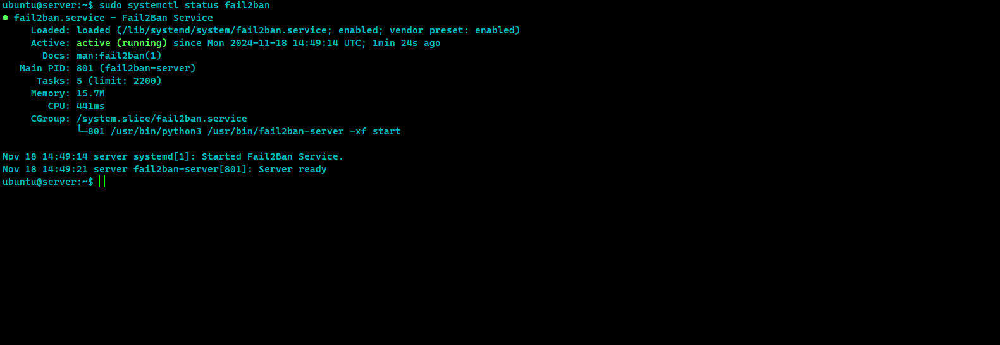 ubuntu@server:~$ sudo systemctl status fail2ban
● fail2ban.service - Fail2Ban Service
     Loaded: loaded (/lib/systemd/system/fail2ban.service; enabled; vendor preset: enabled)
     Active: active (running) since Mon 2024-11-18 14:49:14 UTC; 1min 24s ago
       Docs: man:fail2ban(1)
   Main PID: 801 (fail2ban-server)
      Tasks: 5 (limit: 2200)
     Memory: 15.7M
        CPU: 441ms
     CGroup: /system.slice/fail2ban.service
             └─801 /usr/bin/python3 /usr/bin/fail2ban-server -xf start

Nov 18 14:49:14 server systemd[1]: Started Fail2Ban Service.
Nov 18 14:49:21 server fail2ban-server[801]: Server ready
ubuntu@server:~$